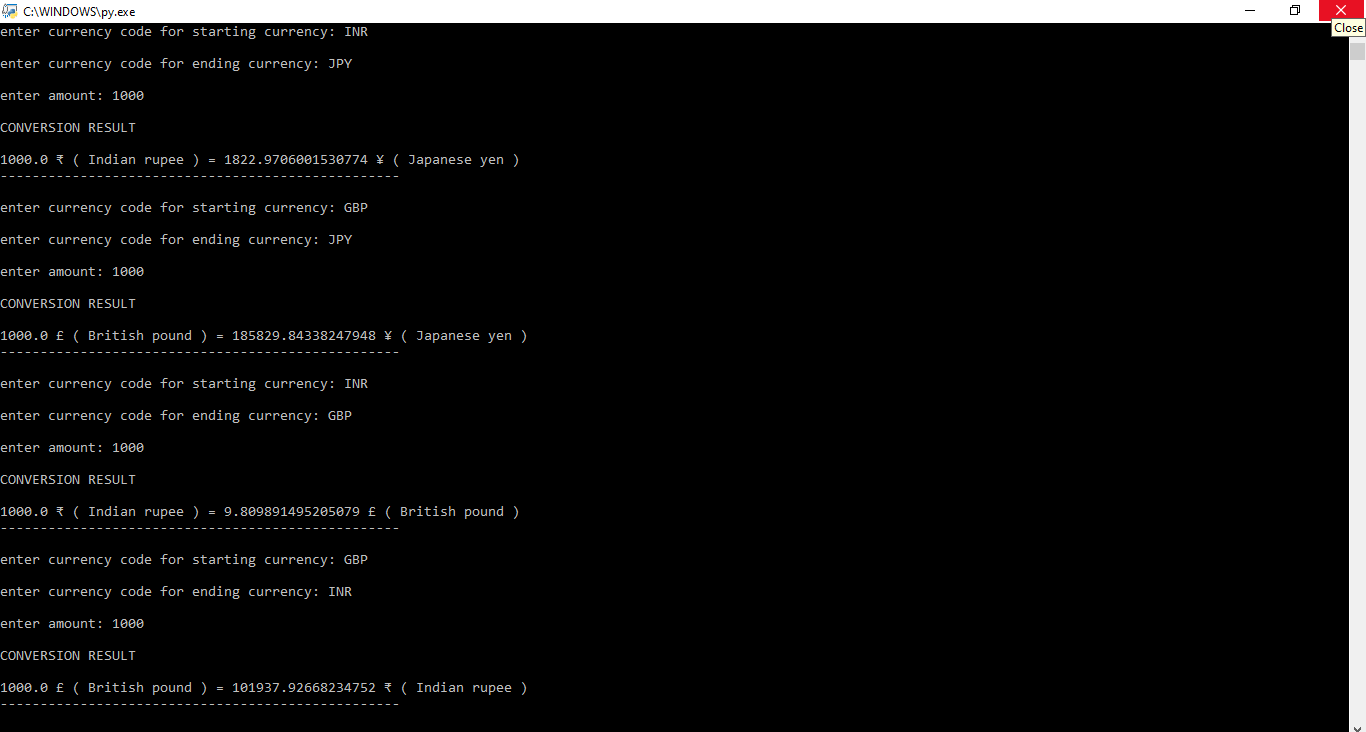 C:\WINDOWS\py.exe
Close
enter currency code for starting currency: INR
enter currency code for ending currency: JPY
enter amount: 1000
CONVERSION RESULT
1000.0 ₹ ( Indian rupee ) = 1822.9706001530774 ¥ ( Japanese yen )
--------------------------------------------------
enter currency code for starting currency: GBP
enter currency code for ending currency: JPY
enter amount: 1000
CONVERSION RESULT
1000.0 £ ( British pound ) = 185829.84338247948 ¥ ( Japanese yen )
--------------------------------------------------
enter currency code for starting currency: INR
enter currency code for ending currency: GBP
enter amount: 1000
CONVERSION RESULT
1000.0 ₹ ( Indian rupee ) = 9.809891495205079 £ ( British pound )
--------------------------------------------------
enter currency code for starting currency: GBP
enter currency code for ending currency: INR
enter amount: 1000
CONVERSION RESULT
1000.0 £ ( British pound ) = 101937.92668234752 ₹ ( Indian rupee )
--------------------------------------------------